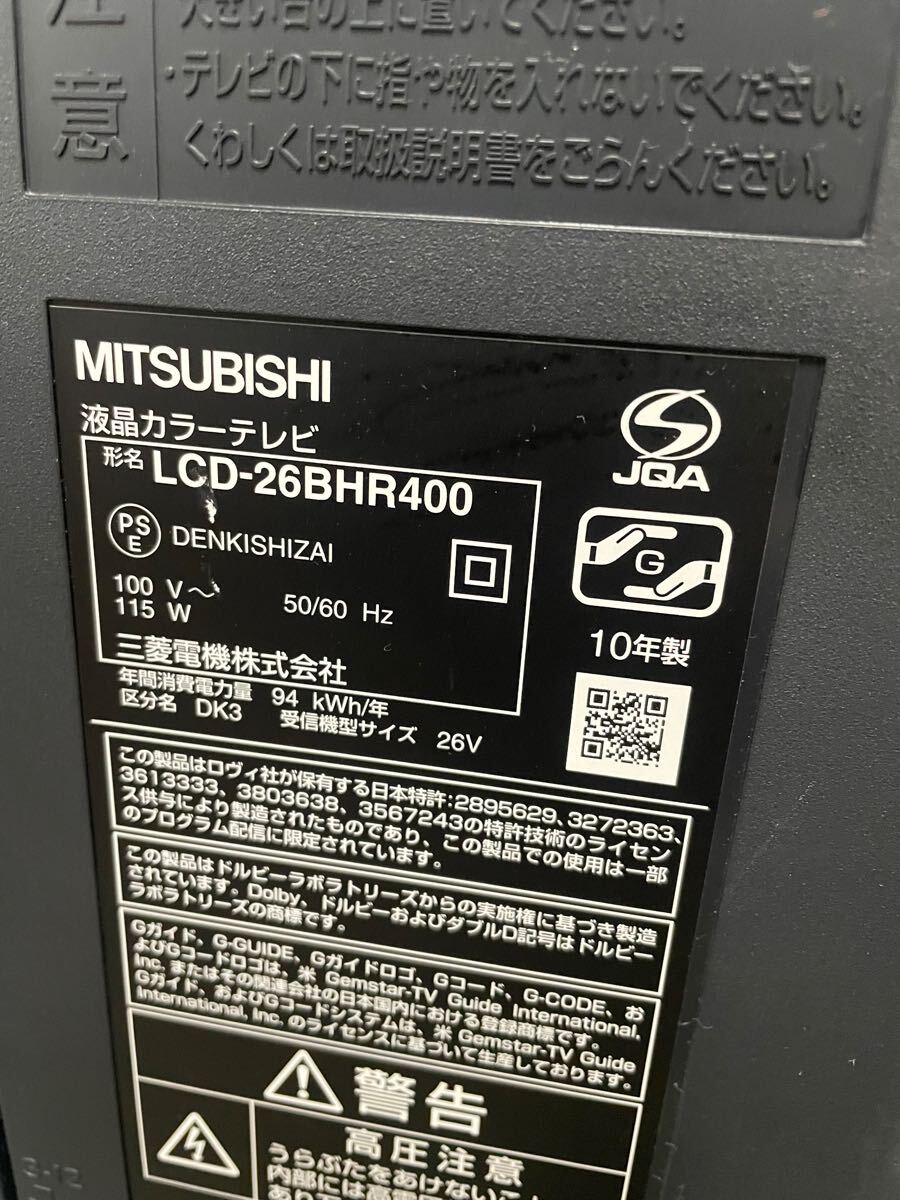 注意
大きい台の上に置いてください。
・テレビの下に指や物を入れないでください。
くわしくは取扱説明書をごらんください。
MITSUBISHI
液晶カラーテレビ
形名 LCD-26BHR400
PS
E
DENKISHIZAI
100 V～
115 W
50/60 Hz
三菱電機株式会社
年間消費電力量 94 kWh/年
区分名 DK3 受信機型サイズ 26V
JQA
G
10年製
この製品はロヴィ社が保有する日本特許:2895629、3272363、
3613333、3803638、3567243の特許技術のライセン
ス供与により製造されたものであり、この製品での使用は一部
のプログラム配信に限定されています。
この製品はドルビーラボラトリーズからの実施権に基づき製造
されています。Dolby、ドルビーおよびダブルD記号はドルビー
ラボラトリーズの商標です。
Gガイド、G-GUIDE、Gガイドロゴ、Gコード、G-CODE、お
よびGコードロゴは、米 Gemstar-TV Guide International,
Inc. またはその関連会社の日本国内における登録商標です。
Gガイド、およびGコードシステムは、米 Gemstar-TV Guide
International, Inc. のライセンスに基づいて生産しております。
警告
高圧注意
うらぶたをあけないこ
内部には高電圧